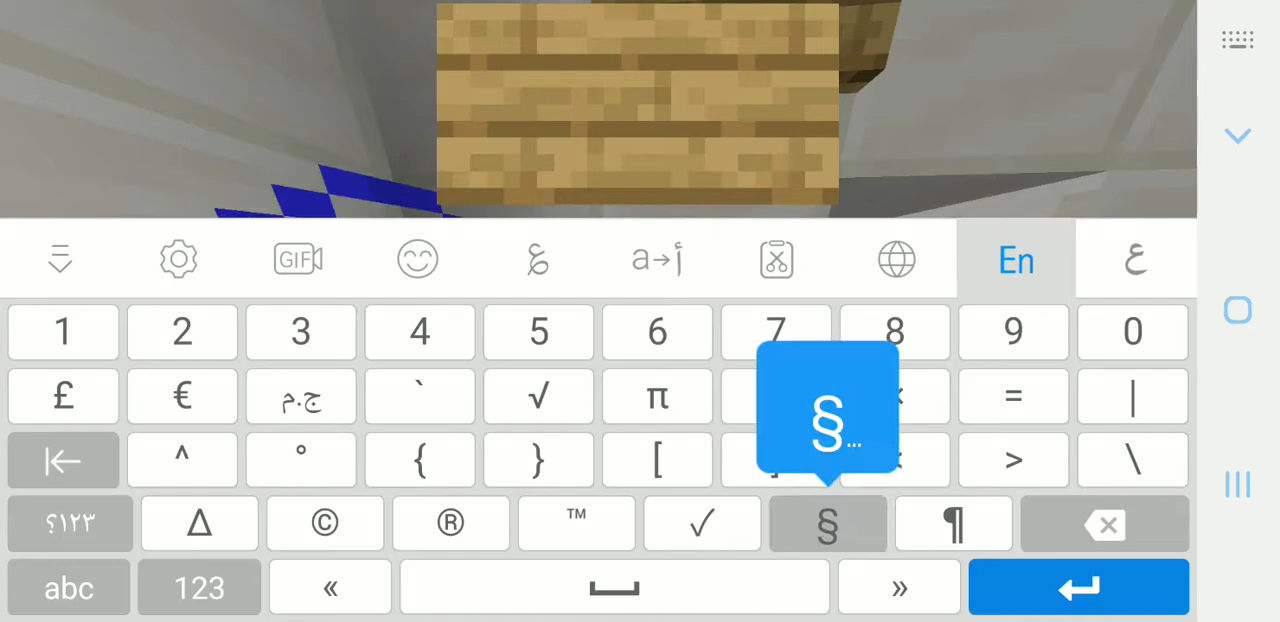 GIF ض a→أ En ع
1 2 3 4 5 6 7 8 9 0
£ € ج.م ` √ π = |
^ ° { } [ > \
§...
؟١٢٣ Δ © ® ™ ✓ § ¶
abc 123 « »